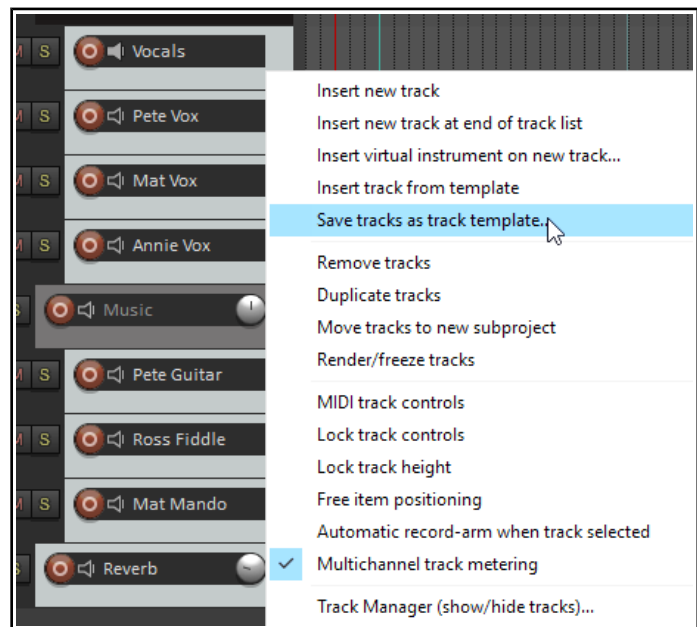 M S Vocals
M S Pete Vox
M S Mat Vox
M S Annie Vox
S Music
M S Pete Guitar
M S Ross Fiddle
M S Mat Mando
S Reverb
Insert new track
Insert new track at end of track list
Insert virtual instrument on new track...
Insert track from template
Save tracks as track template...
Remove tracks
Duplicate tracks
Move tracks to new subproject
Render/freeze tracks
MIDI track controls
Lock track controls
Lock track height
Free item positioning
Automatic record-arm when track selected
Multichannel track metering
Track Manager (show/hide tracks)...